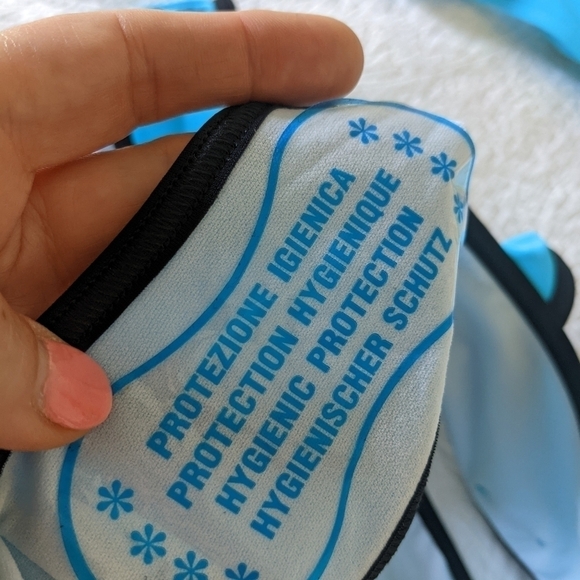 PROTEZIONE IGIENICA
PROTECTION HYGIENIQUE
HYGIENIC PROTECTION
HYGIENISCHER SCHUTZ